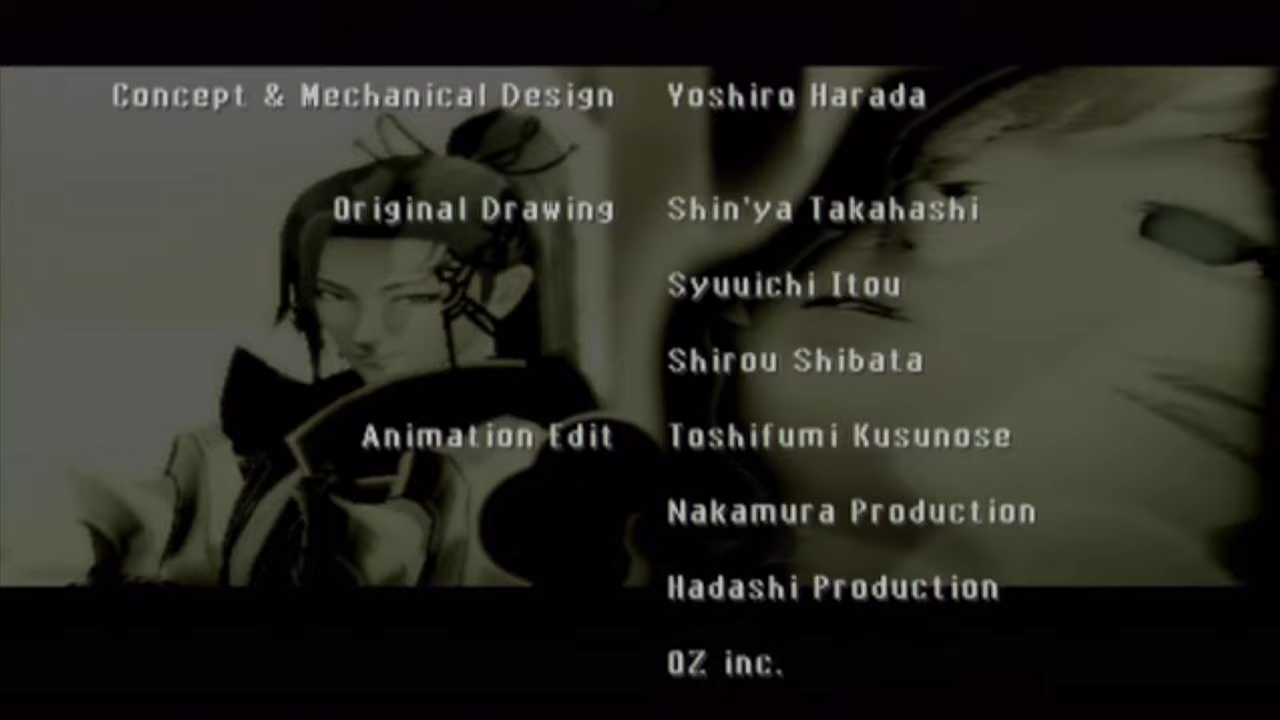 Concept & Mechanical Design Yoshiro Harada
Original Drawing Shin'ya Takahashi
Syuuichi Itou
Shirou Shibata
Animation Edit Toshifumi Kusunose
Nakamura Production
Hadashi Production
OZ inc.